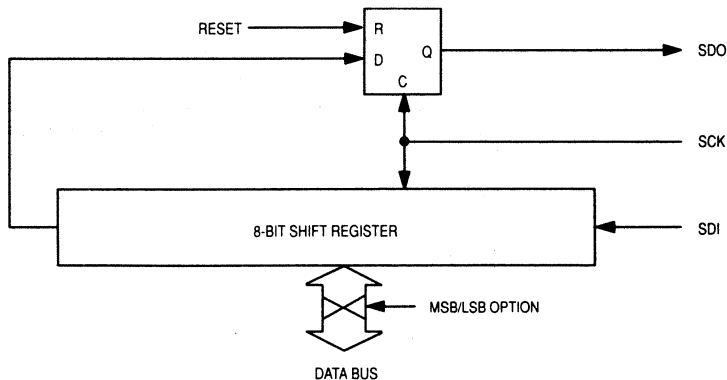 RESET
R
D
Q
C
SDO
SCK
8-BIT SHIFT REGISTER
SDI
MSB/LSB OPTION
DATA BUS